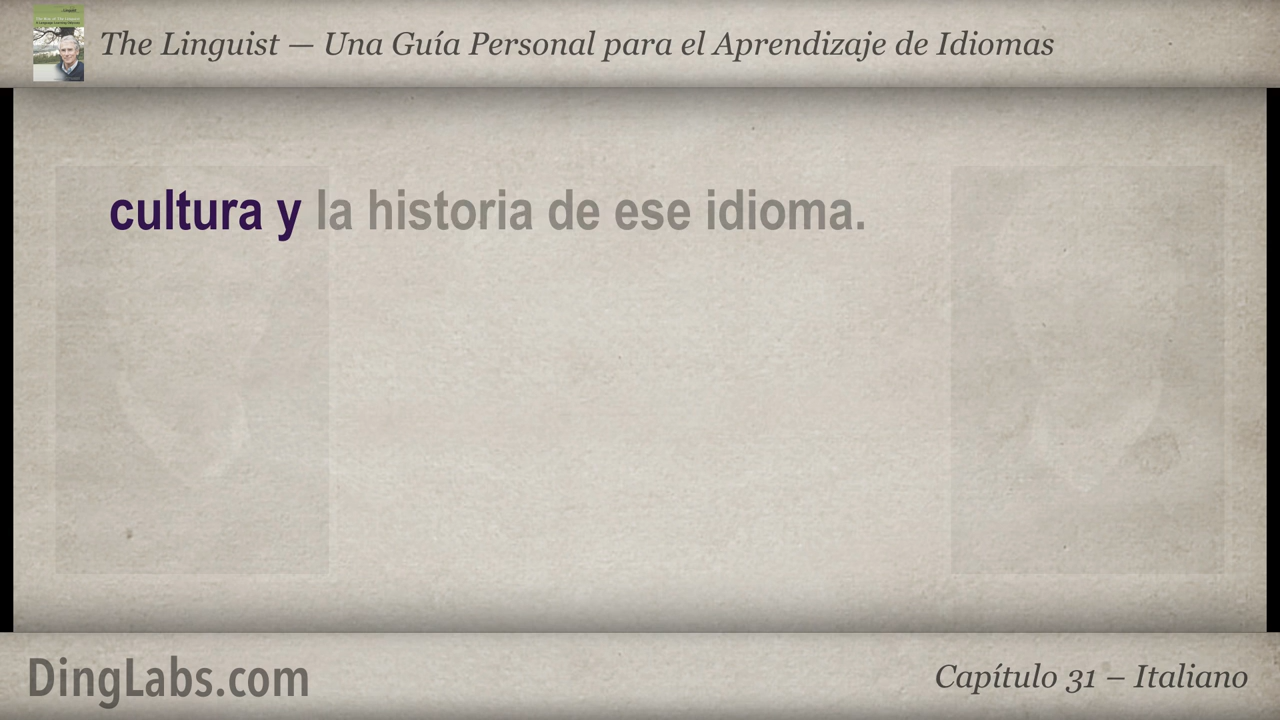 The Linguist — Una Guía Personal para el Aprendizaje de Idiomas
cultura y la historia de ese idioma.
DingLabs.com
Capítulo 31 – Italiano